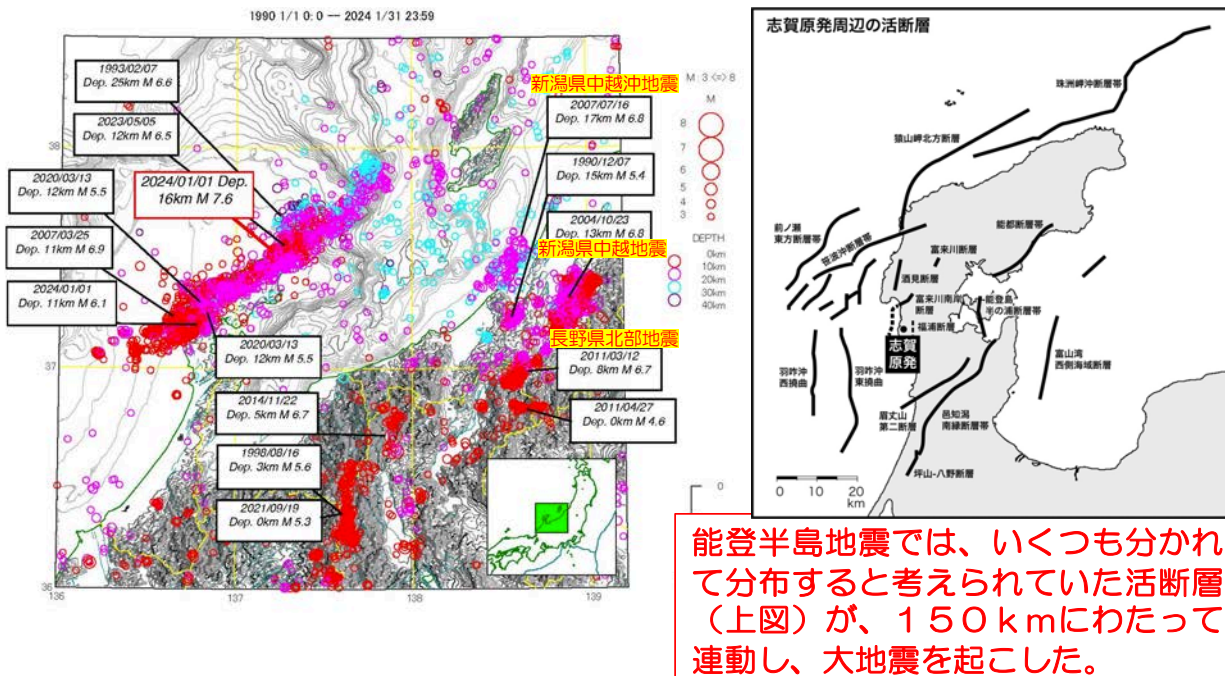 1990 1/1 0:0 -- 2024 1/31 23:59
1993/02/07
Dep. 25km M 6.6
2023/05/05
Dep. 12km M 6.5
2020/03/13
Dep. 12km M 5.5
2024/01/01 Dep.
16km M 7.6
2007/03/25
Dep. 11km M 6.9
2024/01/01
Dep. 11km M 6.1
2020/03/13
Dep. 12km M 5.5
2014/11/22
Dep. 5km M 6.7
1998/08/16
Dep. 3km M 5.6
2021/09/19
Dep. 0km M 5.3
新潟県中越沖地震
2007/07/16
Dep. 17km M 6.8
1990/12/07
Dep. 15km M 5.4
2004/10/23
Dep. 13km M 6.8
新潟県中越地震
長野県北部地震
2011/03/12
Dep. 8km M 6.7
2011/04/27
Dep. 0km M 4.6
38
37
36
136
137
138
139
M : 3 <=> 8
M
8
7
6
5
4
3
DEPTH
0km
10km
20km
30km
40km
0
志賀原発周辺の活断層
珠洲岬沖断層帯
猿山岬北方断層
前ノ瀬
東方断層帯
笹波沖断層帯
能都断層帯
富来川断層
酒見断層
富来川南岸
断層
能登島
半の浦断層帯
福浦断層
志賀
原発
羽咋沖
西撓曲
羽咋沖
東撓曲
富山湾
西側海域断層
眉丈山
第二断層
邑知潟
南縁断層帯
坪山-八野断層
0 10 20
km
能登半島地震では、いくつも分かれ
て分布すると考えられていた活断層
（上図）が、１５０ｋｍにわたって
連動し、大地震を起こした。